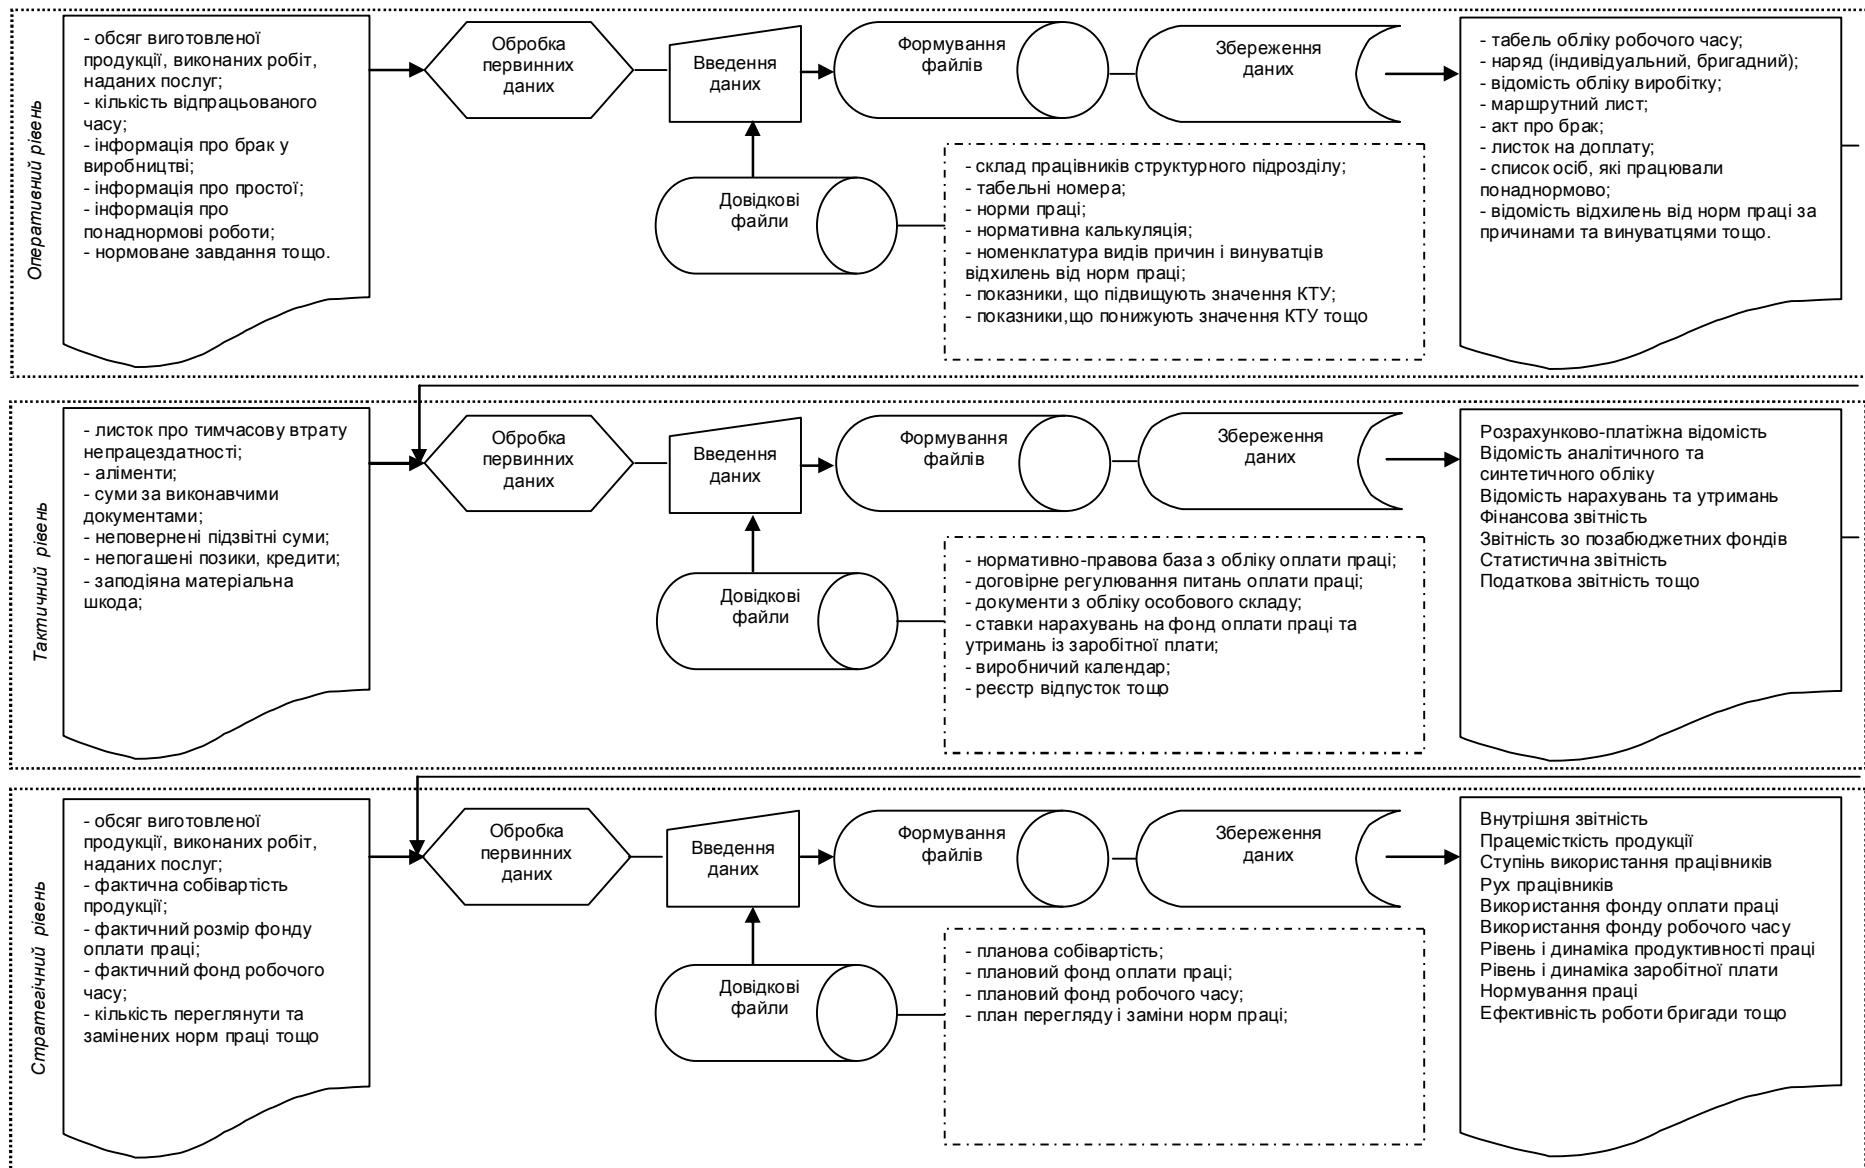 Оперативний рівень
- обсяг виготовленої
продукції, виконаних робіт,
наданих послуг;
- кількість відпрацьованого
часу;
- інформація про брак у
виробництві;
- інформація про простої;
- інформація про
понаднормові роботи;
- нормоване завдання тощо.
Обробка
первинних
даних
Введення
даних
Формування
файлів
Збереження
даних
Довідкові
файли
- склад працівників структурного підрозділу;
- табельні номера;
- норми праці;
- нормативна калькуляція;
- номенклатура видів причин і винуватців
відхилень від норм праці;
- показники, що підвищують значення КТУ;
- показники,що понижують значення КТУ тощо
- табель обліку робочого часу;
- наряд (індивідуальний, бригадний);
- відомість обліку виробітку;
- маршрутний лист;
- акт про брак;
- листок на доплату;
- список осіб, які працювали
понаднормово;
- відомість відхилень від норм праці за
причинами та винуватцями тощо.
Тактичний рівень
- листок про тимчасову втрату
непрацездатності;
- аліменти;
- суми за виконавчими
документами;
- неповернені підзвітні суми;
- непогашені позики, кредити;
- заподіяна матеріальна
шкода;
Обробка
первинних
даних
Введення
даних
Формування
файлів
Збереження
даних
Довідкові
файли
- нормативно-правова база з обліку оплати праці;
- договірне регулювання питань оплати праці;
- документи з обліку особового складу;
- ставки нарахувань на фонд оплати праці та
утримань із заробітної плати;
- виробничий календар;
- реєстр відпусток тощо
Розрахунково-платіжна відомість
Відомість аналітичного та
синтетичного обліку
Відомість нарахувань та утримань
Фінансова звітність
Звітність зо позабюджетних фондів
Статистична звітність
Податкова звітність тощо
Стратегічний рівень
- обсяг виготовленої
продукції, виконаних робіт,
наданих послуг;
- фактична собівартість
продукції;
- фактичний розмір фонду
оплати праці;
- фактичний фонд робочого
часу;
- кількість переглянути та
замінених норм праці тощо
Обробка
первинних
даних
Введення
даних
Формування
файлів
Збереження
даних
Довідкові
файли
- планова собівартість;
- плановий фонд оплати праці;
- плановий фонд робочого часу;
- план перегляду і заміни норм праці;
Внутрішня звітність
Працемісткість продукції
Ступінь використання працівників
Рух працівників
Використання фонду оплати праці
Використання фонду робочого часу
Рівень і динаміка продуктивності праці
Рівень і динаміка заробітної плати
Нормування праці
Ефективність роботи бригади тощо